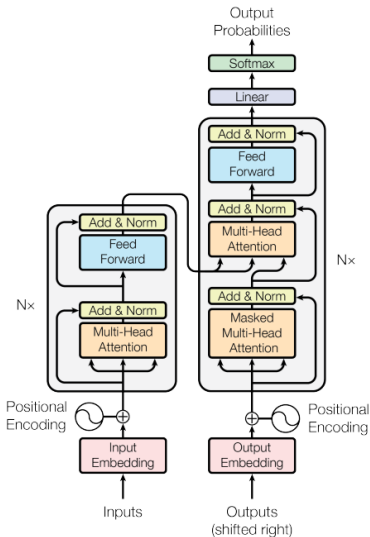 Output
Probabilities
Softmax
Linear
Add & Norm
Feed
Forward
Add & Norm
Multi-Head
Attention
Nx
Add & Norm
Masked
Multi-Head
Attention
Add & Norm
Feed
Forward
Nx
Add & Norm
Multi-Head
Attention
Positional
Encoding
Positional
Encoding
Input
Embedding
Output
Embedding
Inputs
Outputs
(shifted right)